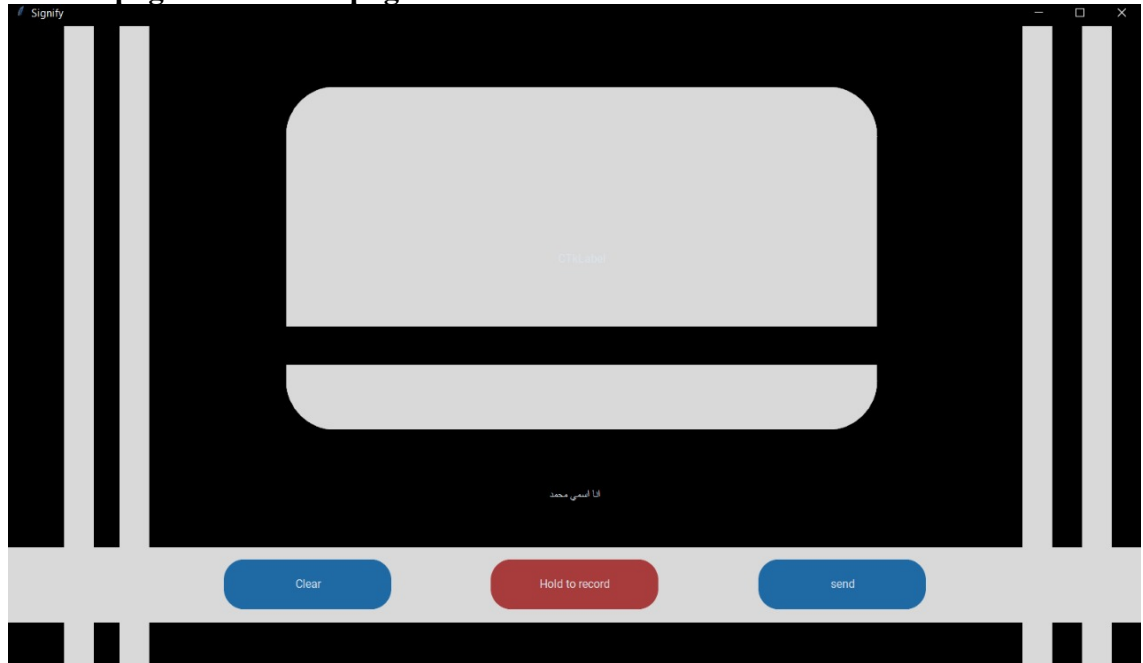 Signify
CTkLabel
انا اسمي محمد
Clear
Hold to record
send